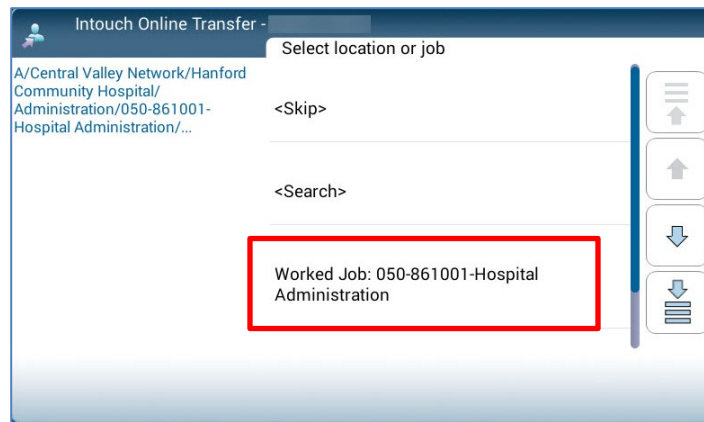 Intouch Online Transfer -
Select location or job
A/Central Valley Network/Hanford
Community Hospital/
Administration/050-861001-
Hospital Administration/...
<Skip>
<Search>
Worked Job: 050-861001-Hospital
Administration